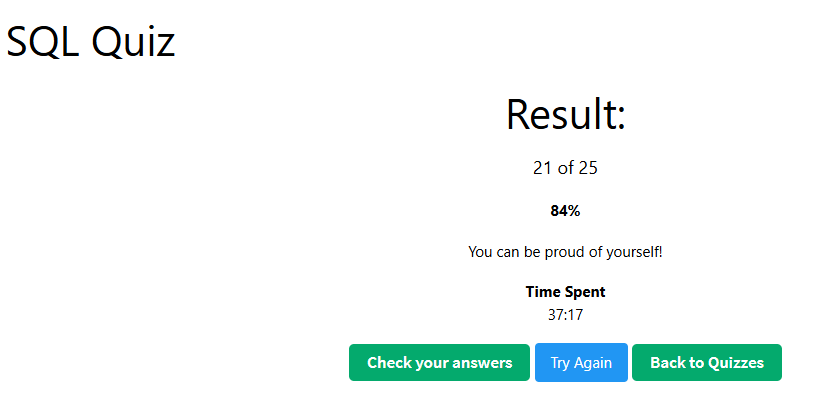 SQL Quiz
Result:
21 of 25
84%
You can be proud of yourself!
Time Spent
37:17
Check your answers Try Again Back to Quizzes